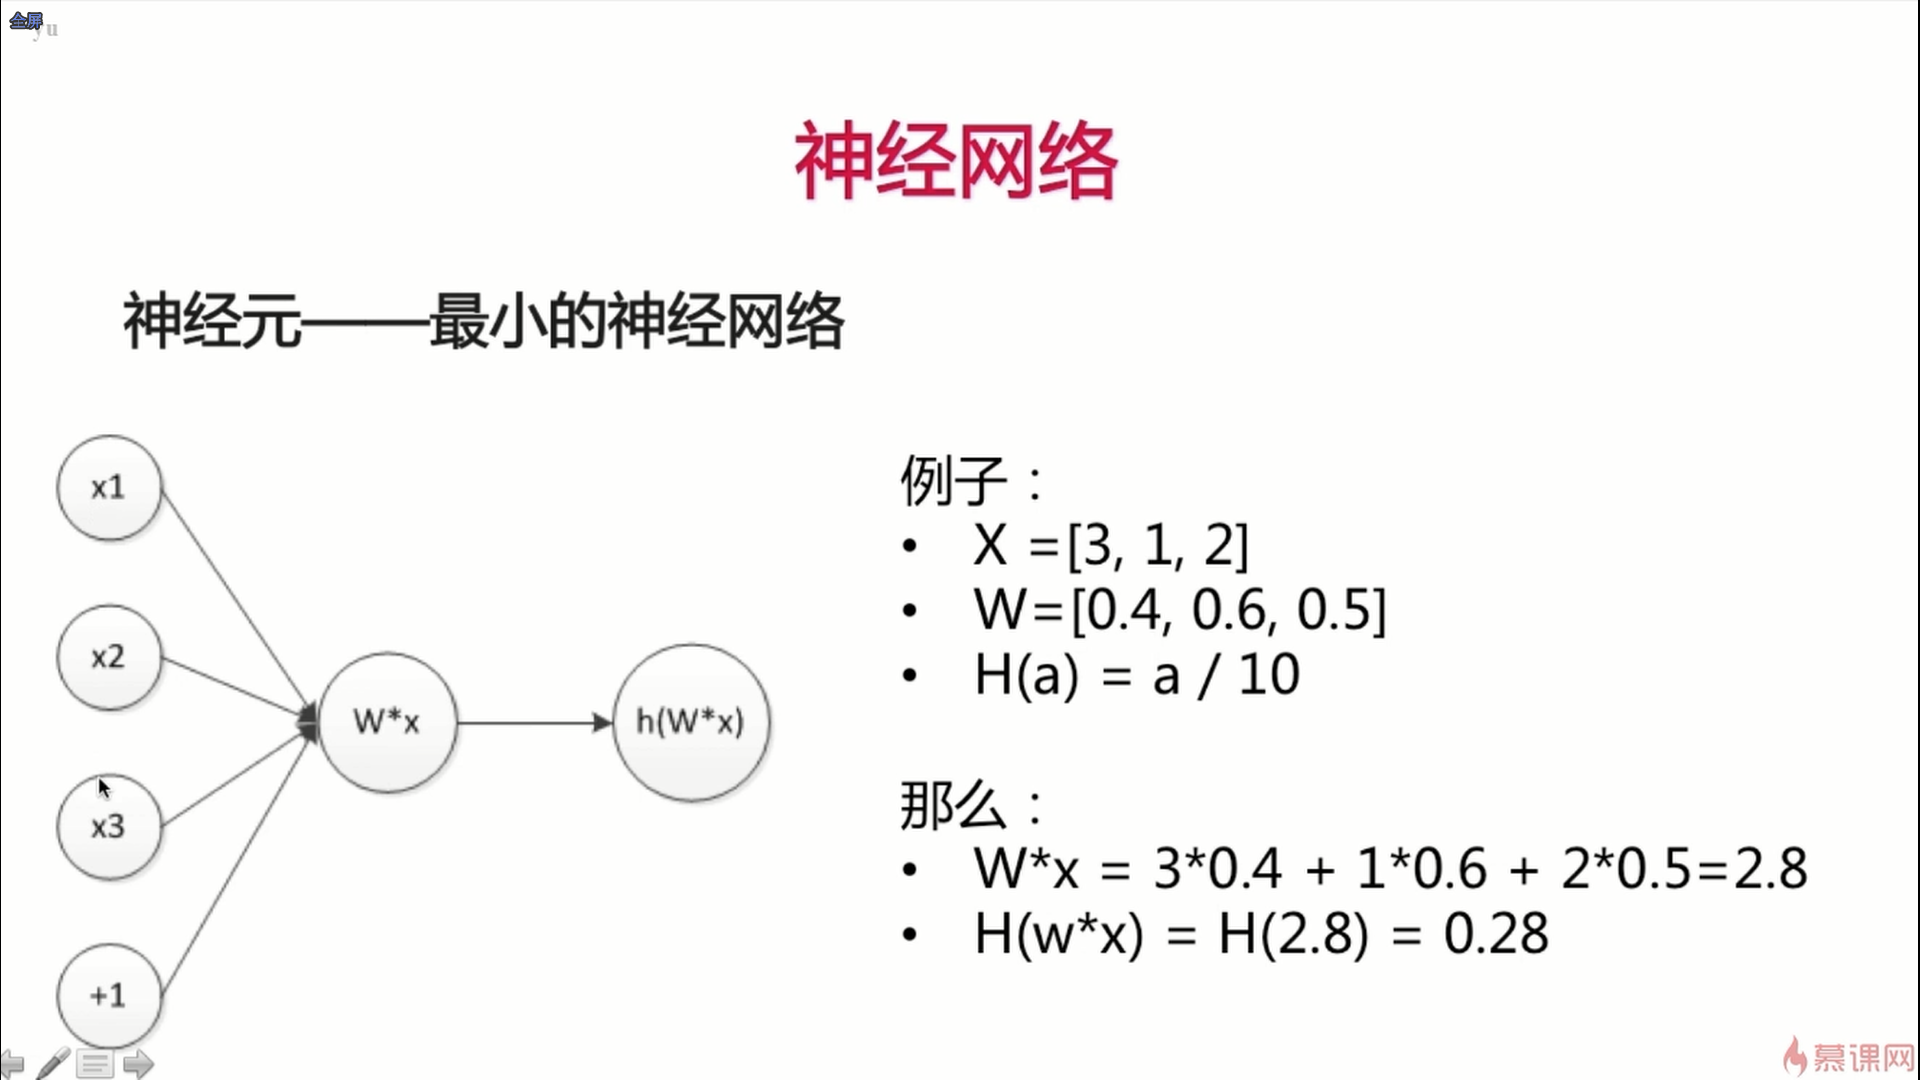 全屏
yu
神经网络
神经元——最小的神经网络
x1
x2
x3
+1
W*x
h(W*x)
例子：
• X =[3, 1, 2]
• W=[0.4, 0.6, 0.5]
• H(a) = a / 10
那么：
• W*x = 3*0.4 + 1*0.6 + 2*0.5=2.8
• H(w*x) = H(2.8) = 0.28
慕课网